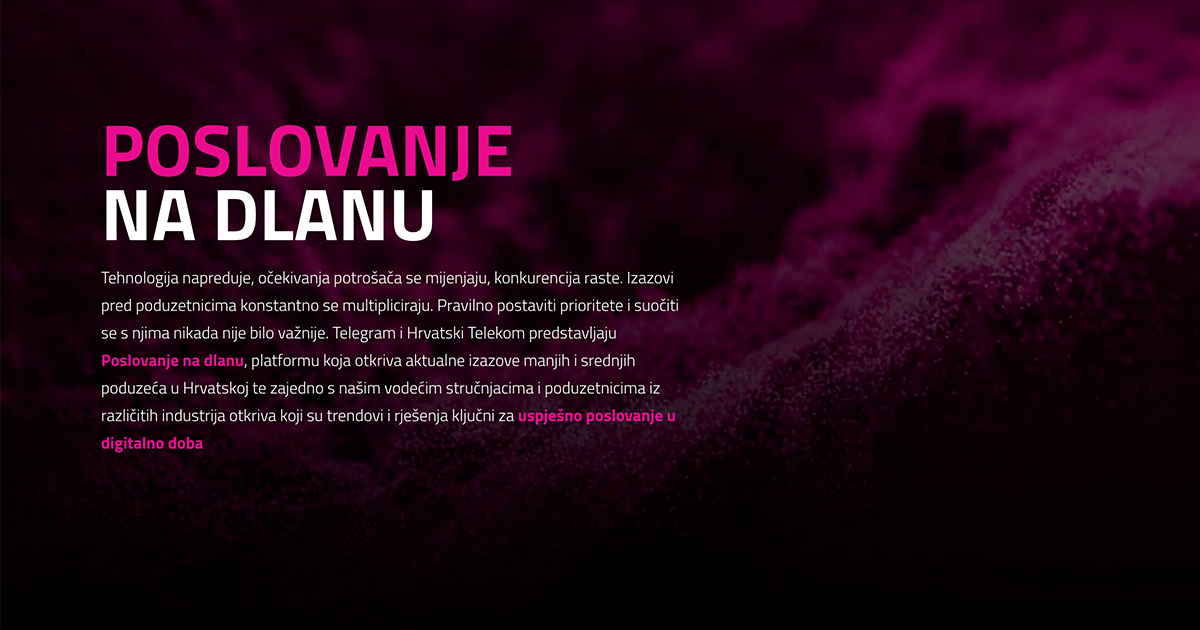 POSLOVANJE
NA DLANU
Tehnologija napreduje, očekivanja potrošača se mijenjaju, konkurencija raste. Izazovi
pred poduzetnicima konstantno se multipliciraju. Pravilno postaviti prioritete i suočiti
se s njima nikada nije bilo važnije. Telegram i Hrvatski Telekom predstavljaju
Poslovanje na dlanu, platformu koja otkriva aktualne izazove manjih i srednjih
poduzeća u Hrvatskoj te zajedno s našim vodećim stručnjacima i poduzetnicima iz
različitih industrija otkriva koji su trendovi i rješenja ključni za uspješno poslovanje u
digitalno doba